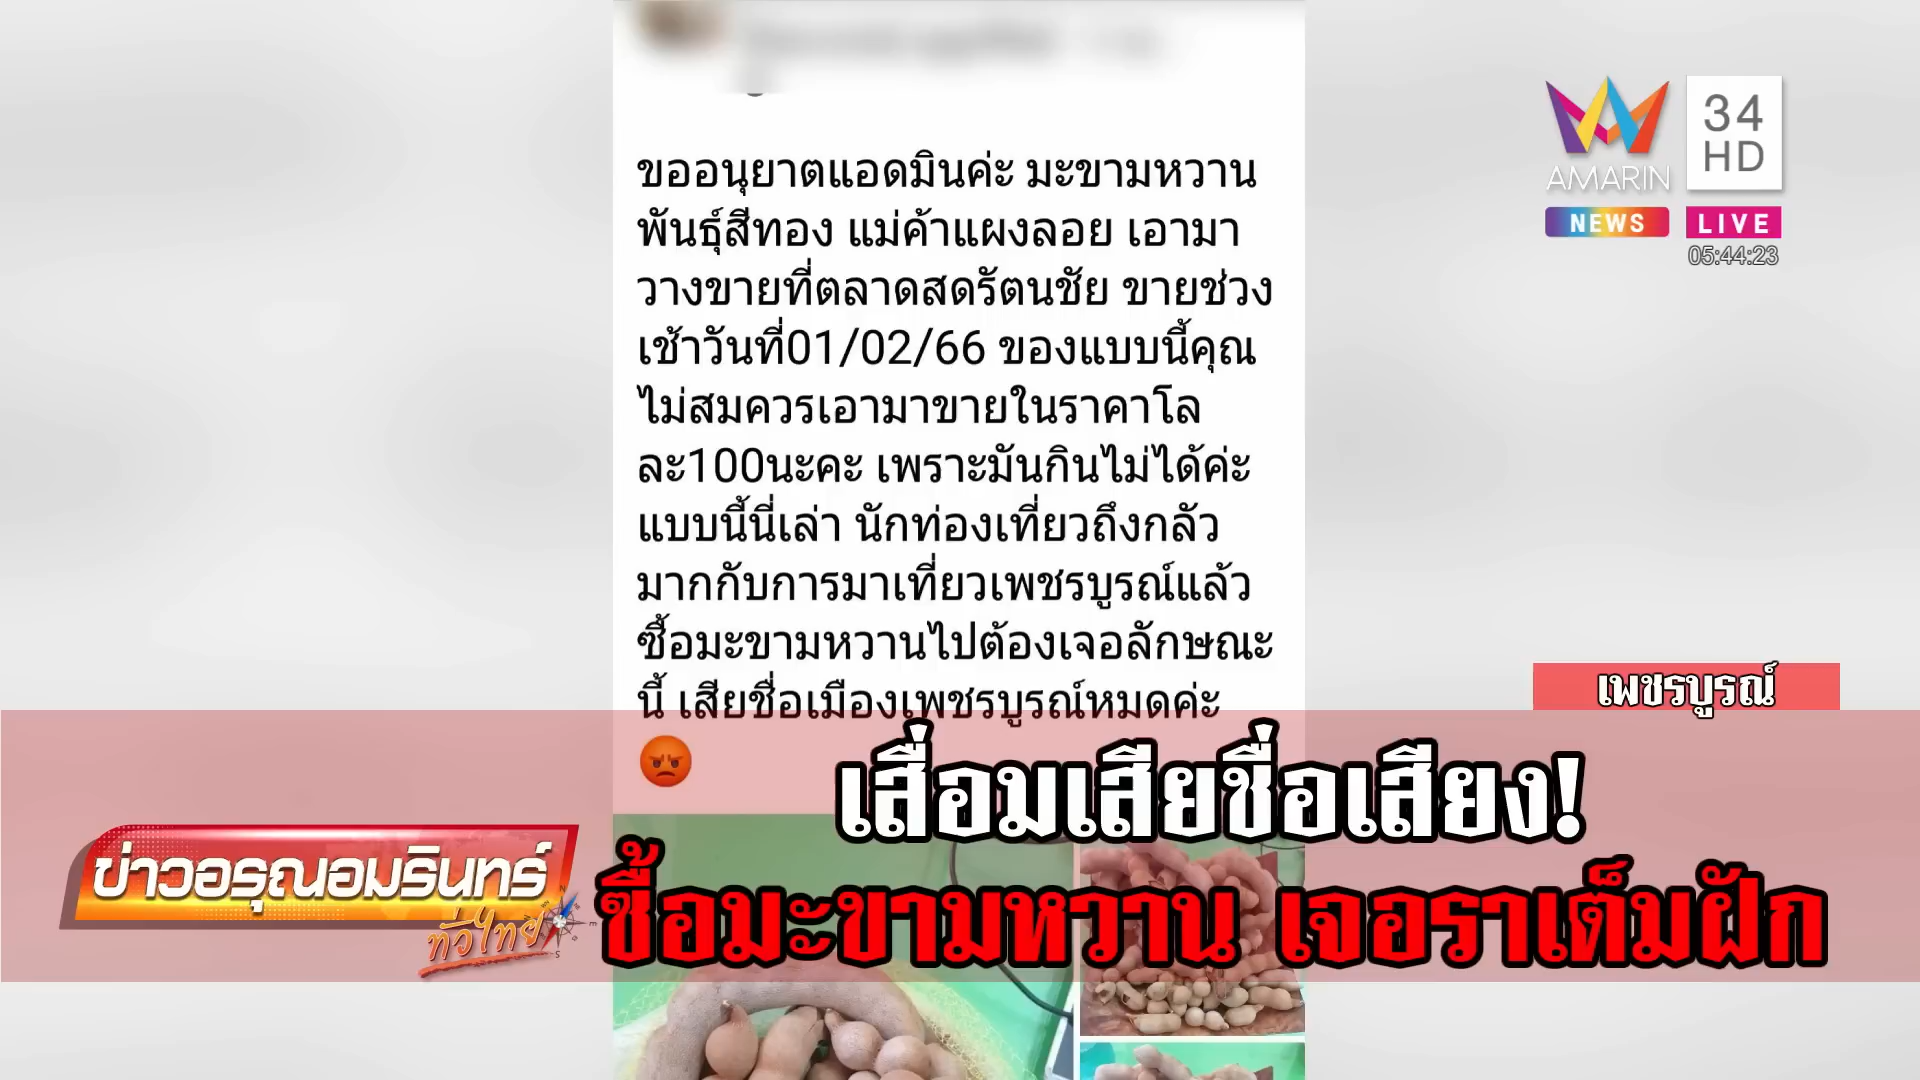 ขออนุยาตแอดมินค่ะ มะขามหวาน
พันธุ์สีทอง แม่ค้าแผงลอย เอามา
วางขายที่ตลาดสดรัตนชัย ขายช่วง
เช้าวันที่01/02/66 ของแบบนี้คุณ
ไม่สมควรเอามาขายในราคาโล
ละ100นะคะ เพราะมันกินไม่ได้ค่ะ
แบบนี้นี่เล่า นักท่องเที่ยวถึงกลัว
มากกับการมาเที่ยวเพชรบูรณ์แล้ว
ซื้อมะขามหวานไปต้องเจอลักษณะ
นี้ เสียชื่อเมืองเพชรบูรณ์หมดค่ะ
😡
AMARIN
34
HD
NEWS
LIVE
05:44:23
เพชรบูรณ์
เสื่อมเสียชื่อเสียง!
ซื้อมะขามหวาน เจอราเต็มฝัก
ข่าวอรุณอมรินทร์
ทั่วไทย